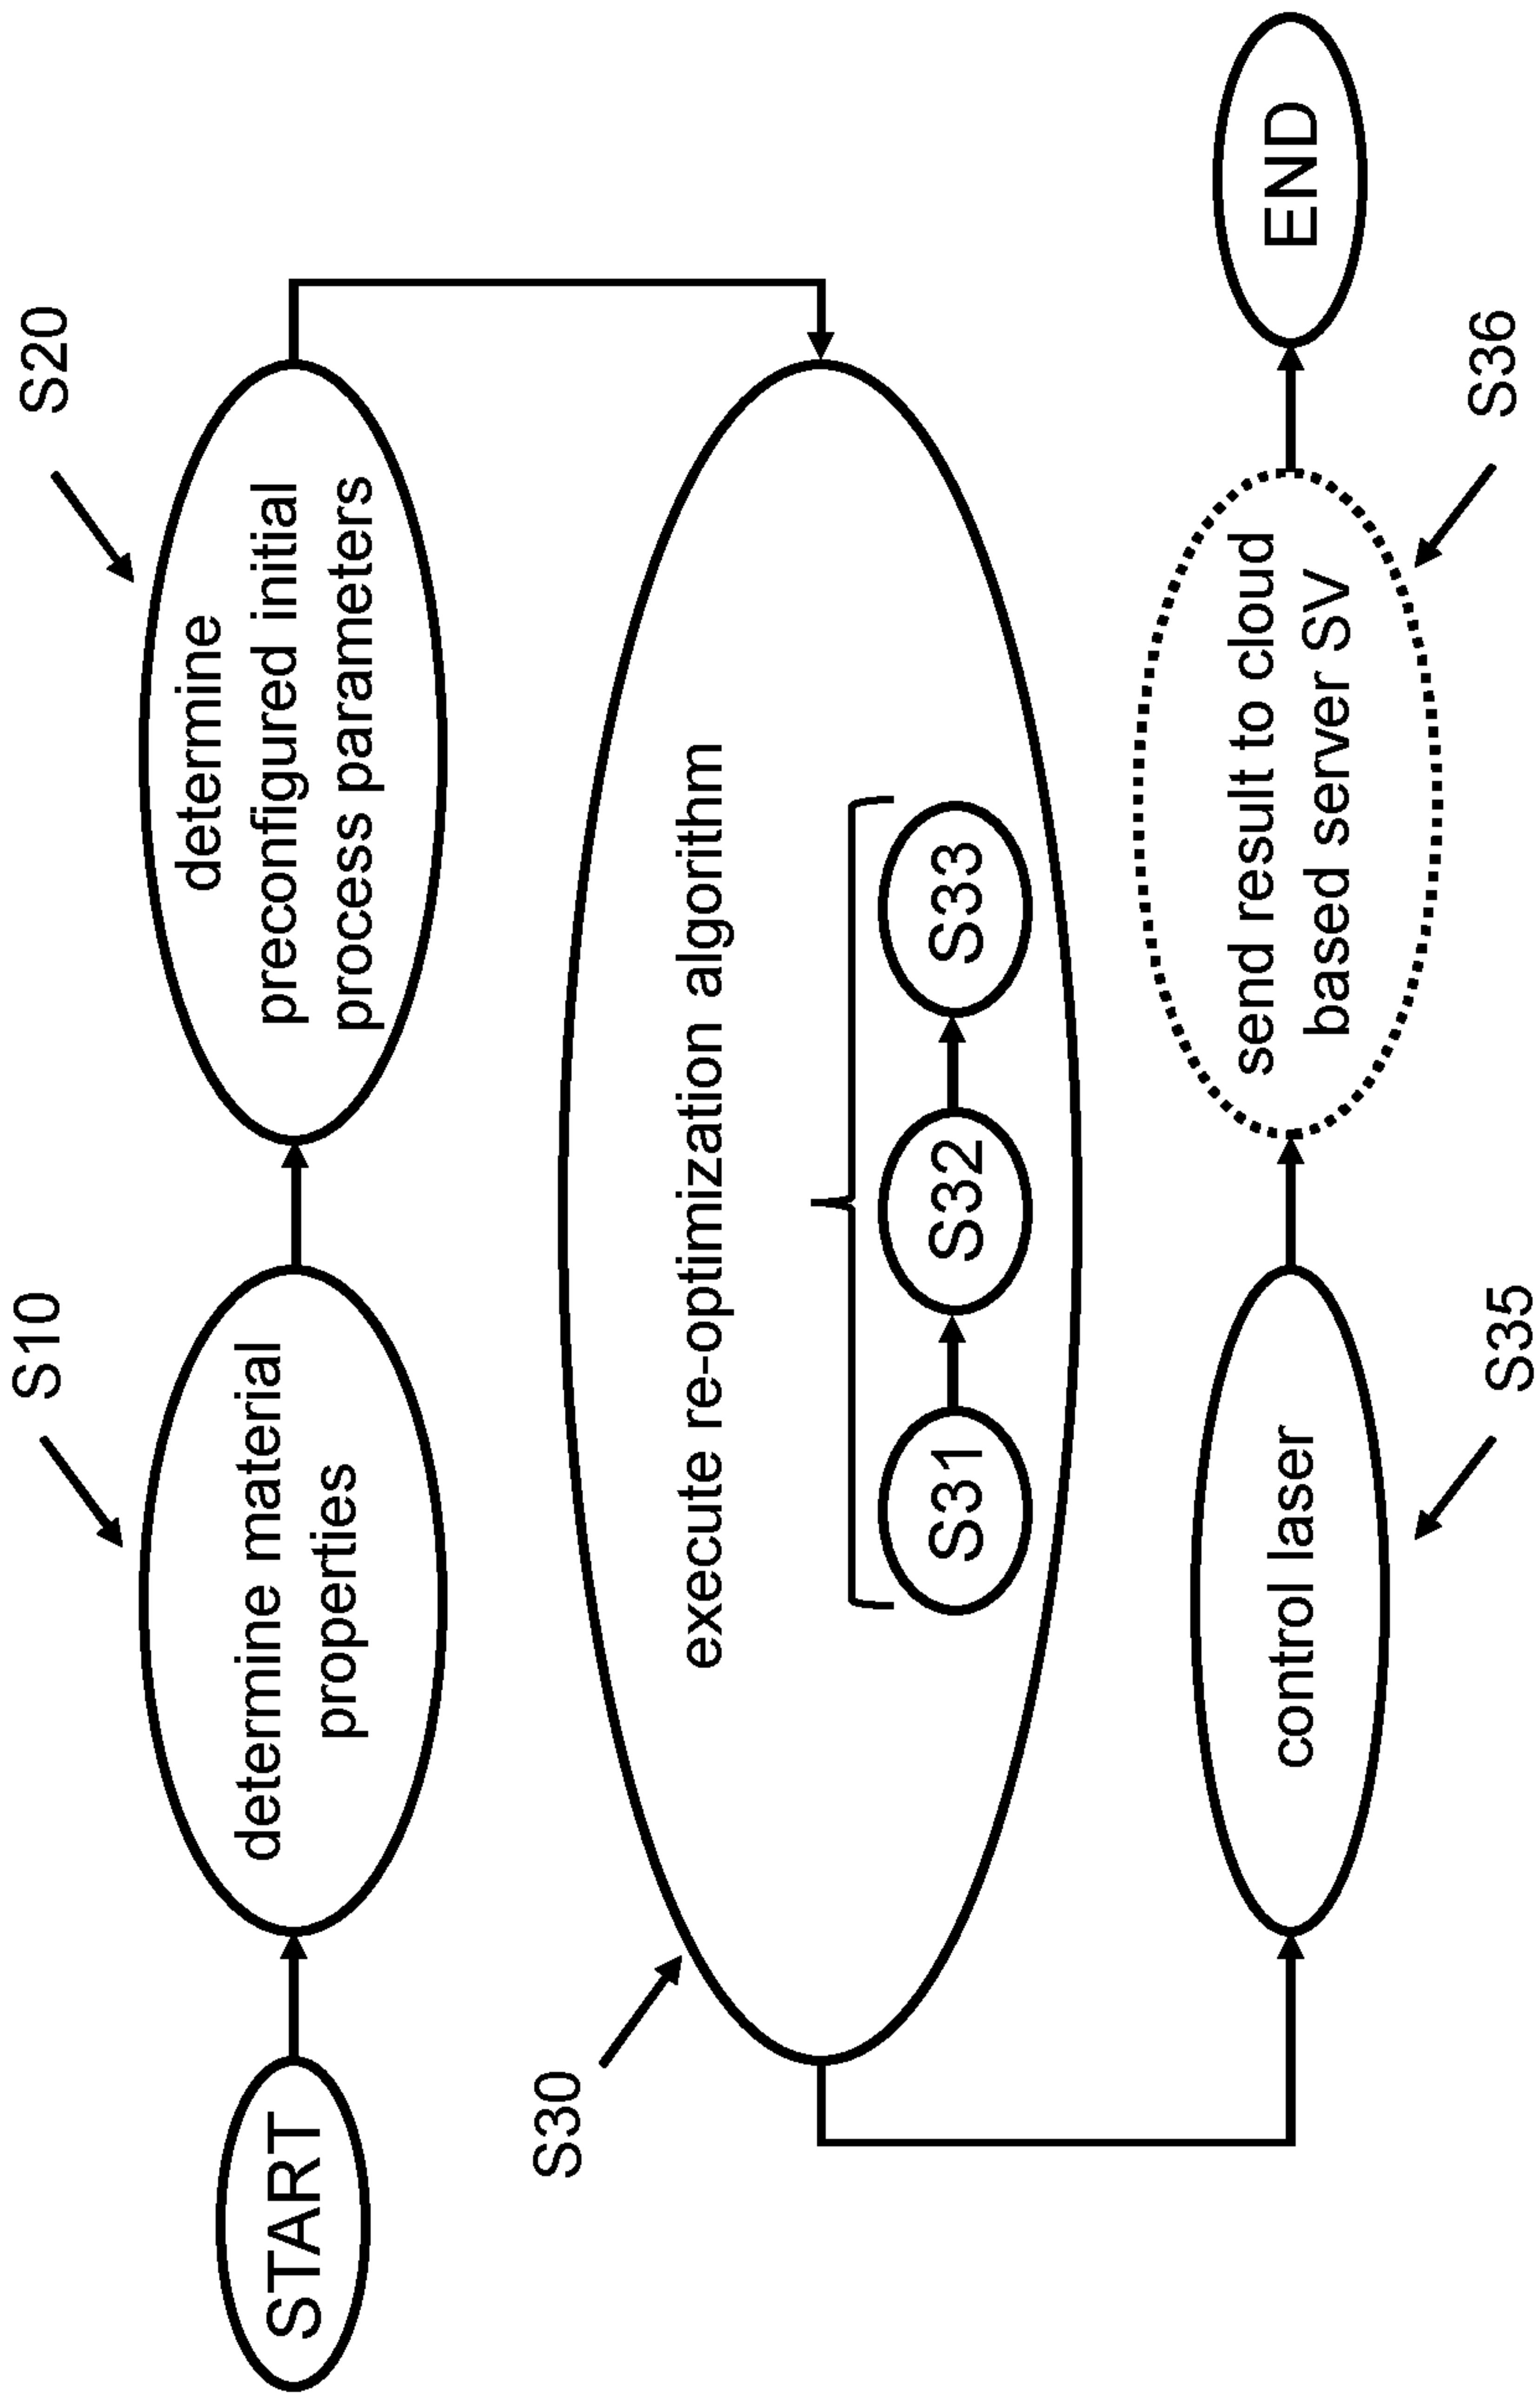 S10
S20
START
determine material
properties
determine
preconfigured initial
process parameters
S30
execute re-optimization algorithm
S31
S32
S33
control laser
send result to cloud
based server SV
END
S35
S36